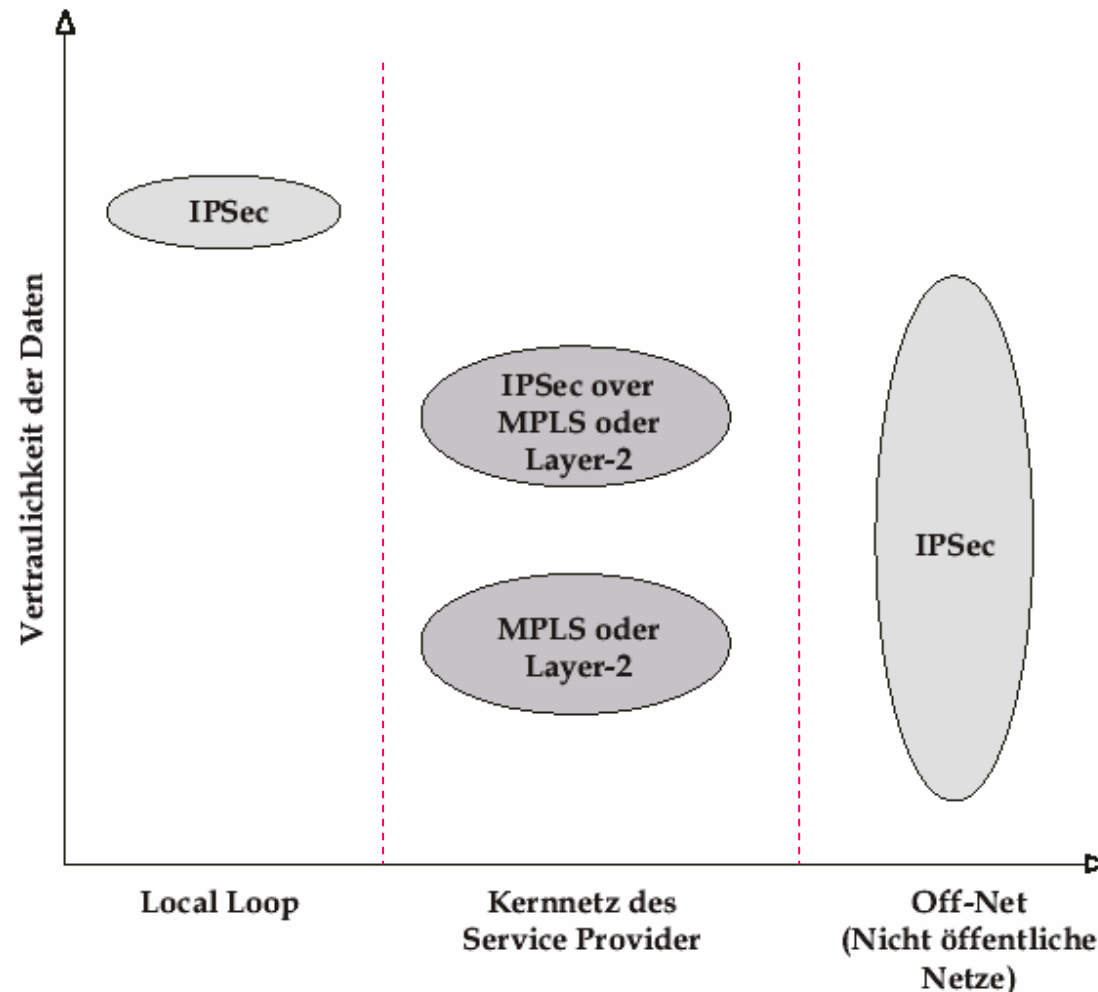 Vertraulichkeit der Daten
IPSec
IPSec over
MPLS oder
Layer-2
MPLS oder
Layer-2
IPSec
Local Loop
Kernnetz des
Service Provider
Off-Net
(Nicht öffentliche
Netze)